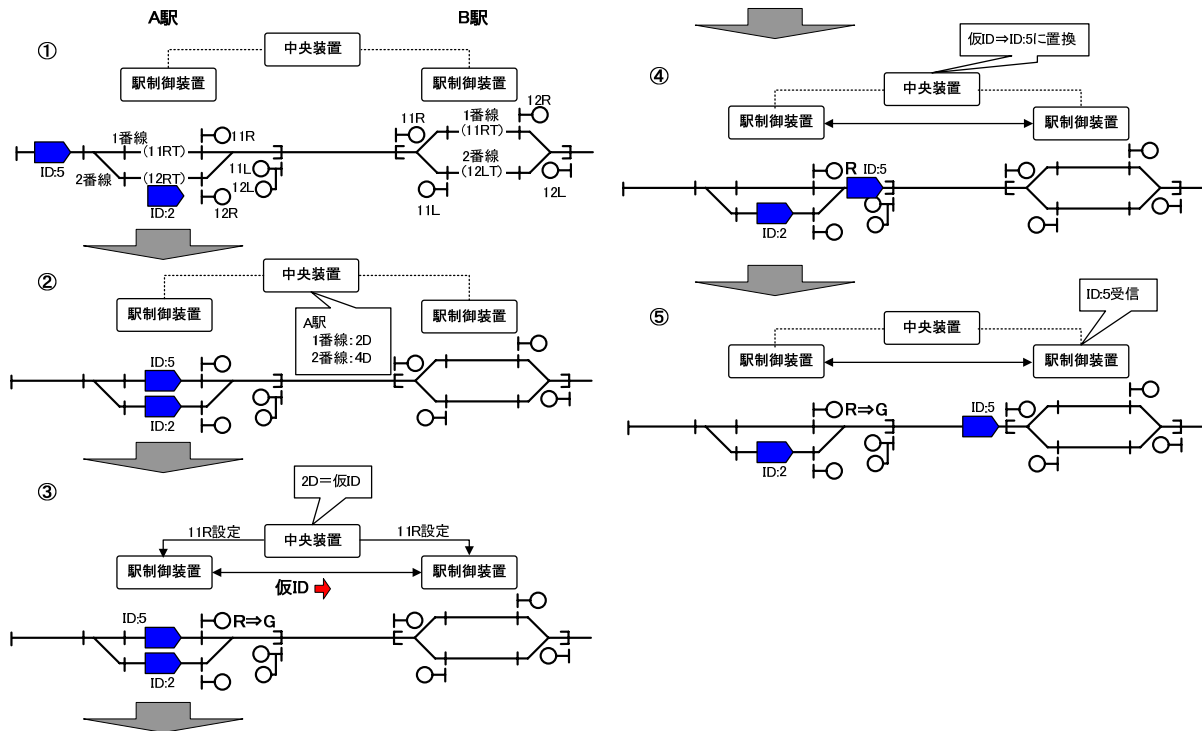 A駅
B駅
①
中央装置
駅制御装置
駅制御装置
1番線
(11RT)
11R
2番線
(12RT)
ID:5
ID:2
12R
11L
12L
11R
1番線
(11RT)
12R
2番線
(12LT)
11L
12L
②
中央装置
駅制御装置
駅制御装置
A駅
1番線:2D
2番線:4D
ID:5
ID:2
③
2D=仮ID
11R設定
中央装置
11R設定
駅制御装置
駅制御装置
仮ID
ID:5
R⇒G
ID:2
④
仮ID⇒ID:5に置換
中央装置
駅制御装置
駅制御装置
R
ID:5
ID:2
⑤
ID:5受信
中央装置
駅制御装置
駅制御装置
R⇒G
ID:5
ID:2